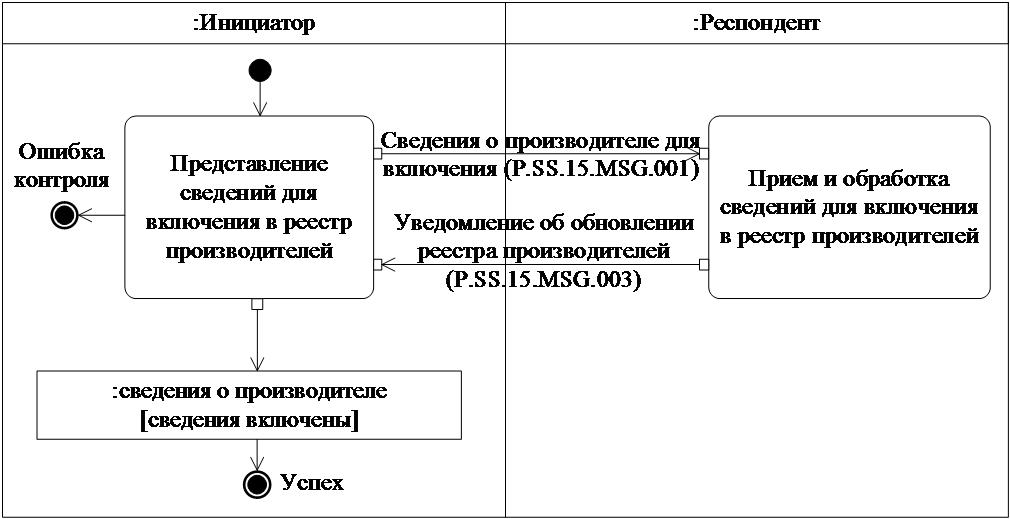 :Инициатор
:Респондент
Ошибка
контроля
Представление
сведений для
включения в реестр
производителей
Сведения о производителе для
включения (P.SS.15.MSG.001)
Уведомление об обновлении
реестра производителей
(P.SS.15.MSG.003)
Прием и обработка
сведений для включения
в реестр производителей
:сведения о производителе
[сведения включены]
Успех